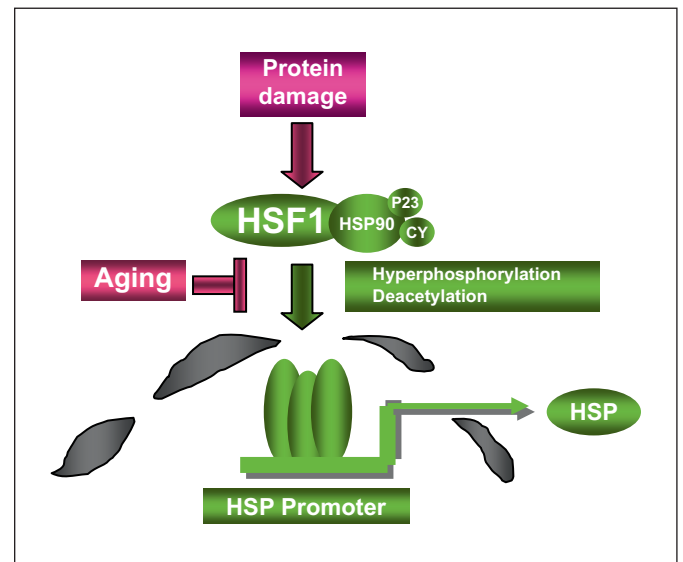 Protein
damage
HSF1
HSP90
P23
CY
Aging
Hyperphosphorylation
Deacetylation
HSP
HSP Promoter